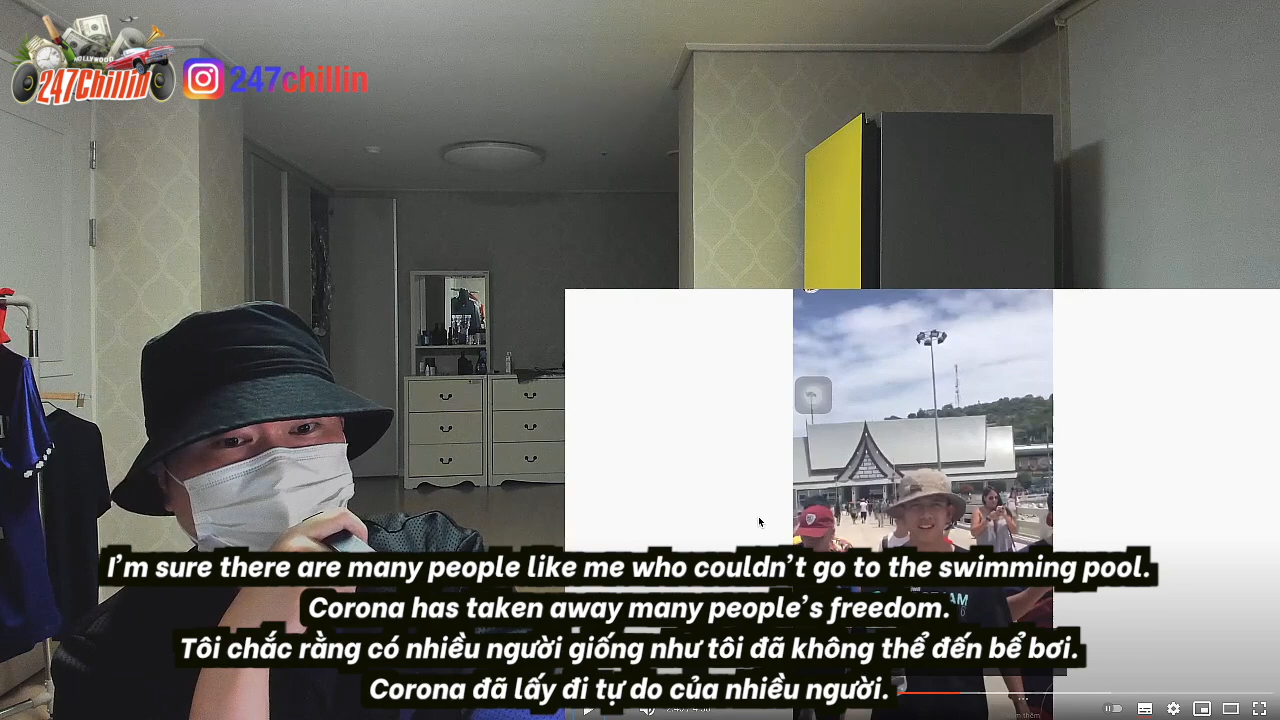 HOLLYWOOD
247Chillin
247chillin
I'm sure there are many people like me who couldn't go to the swimming pool.
Corona has taken away many people's freedom.
Tôi chắc rằng có nhiều người giống như tôi đã không thể đến bể bơi.
Corona đã lấy đi tự do của nhiều người.